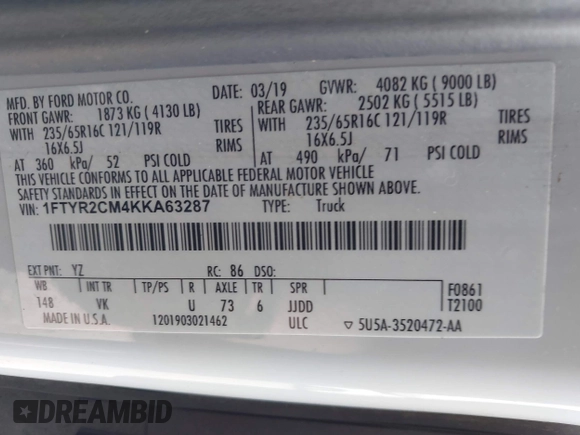 MFD. BY FORD MOTOR CO.
DATE: 03/19 GVWR: 4082 KG ( 9000 LB)
FRONT GAWR: 1873 KG ( 4130 LB) REAR GAWR: 2502 KG ( 5515 LB)
WITH 235/65R16C 121/119R TIRES WITH 235/65R16C 121/119R TIRES
16X6.5J RIMS 16X6.5J RIMS
AT 360 kPa/ 52 PSI COLD AT 490 kPa/ 71 PSI COLD
THIS VEHICLE CONFORMS TO ALL APPLICABLE FEDERAL MOTOR VEHICLE
SAFETY STANDARDS IN EFFECT ON THE DATE OF MANUFACTURE SHOWN ABOVE.
VIN: 1FTYR2CM4KKA63287 TYPE: Truck
EXT PNT: YZ RC: 86 DSO:
WB INT TR TP/PS R AXLE TR SPR F0861
148 VK U 73 6 JJDD T2100
MADE IN U.S.A. 1201903021462 ULC ▽ 5U5A-3520472-AA
DREAMBID